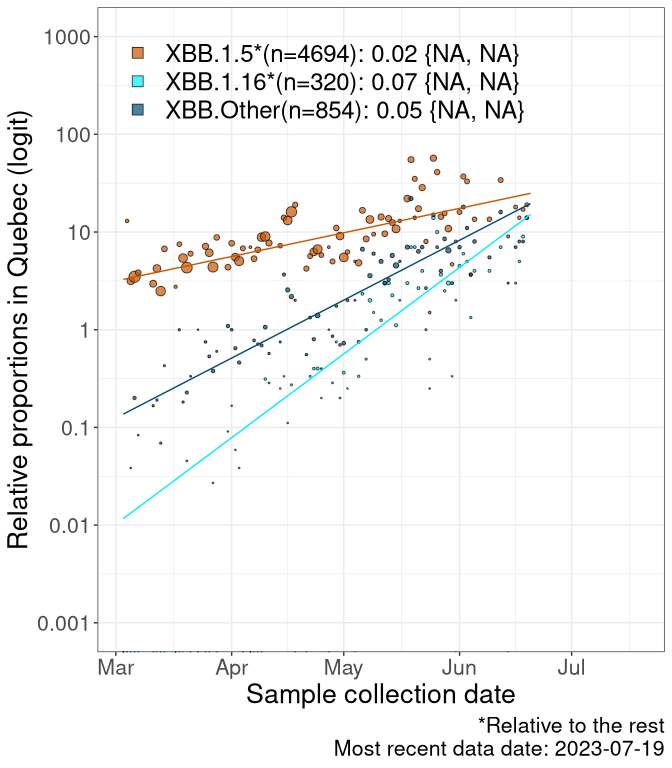 Relative proportions in Quebec (logit)
1000
100
10
1
0.1
0.01
0.001
XBB.1.5*(n=4694): 0.02 {NA, NA}
XBB.1.16*(n=320): 0.07 {NA, NA}
XBB.Other(n=854): 0.05 {NA, NA}
Mar Apr May Jun Jul
Sample collection date
*Relative to the rest
Most recent data date: 2023-07-19